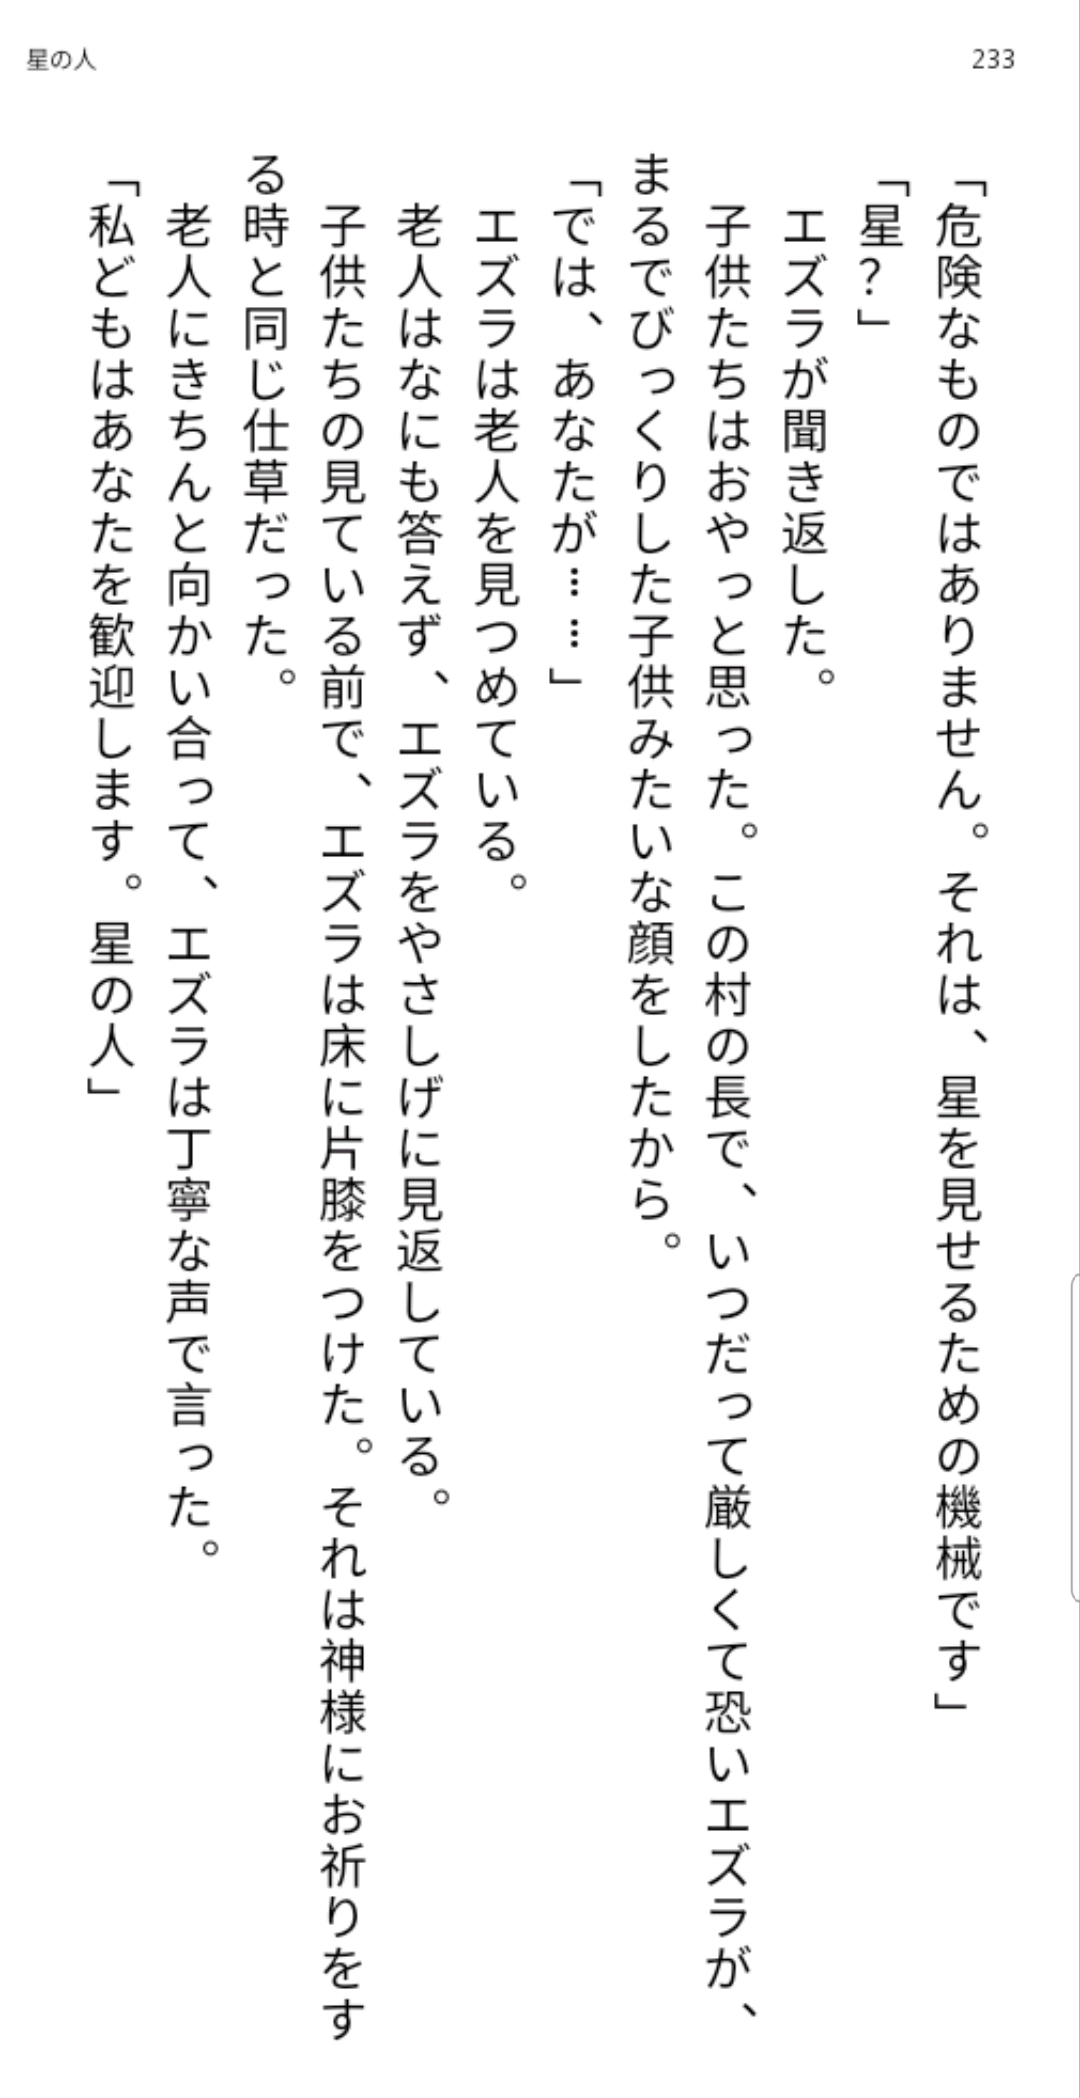 星の人
233
「危険なものではありません。それは、星を見せるための機械です」
「星？」
エズラが聞き返した。
子供たちはおやっと思った。この村の長で、いつだって厳しくて恐いエズラが、
まるでびっくりした子供みたいな顔をしたから。
「では、あなたが……」
エズラは老人を見つめている。
老人はなにも答えず、エズラをやさしげに見返している。
子供たちの見ている前で、エズラは床に片膝をつけた。それは神様にお祈りをす
る時と同じ仕草だった。
老人にきちんと向かい合って、エズラは丁寧な声で言った。
「私どもはあなたを歓迎します。星の人」